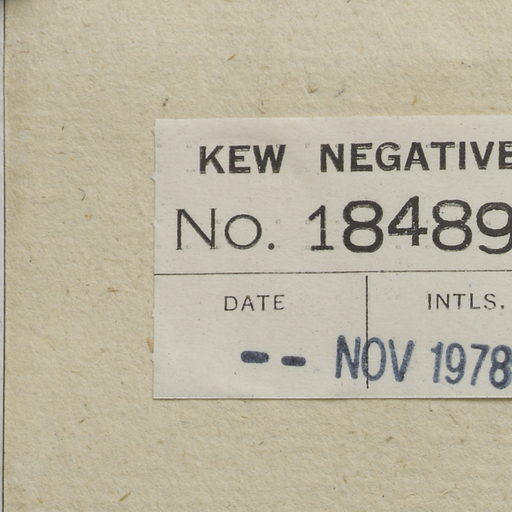 KEW NEGATIVE
No. 18489
DATE INTLS.
-- NOV 1978